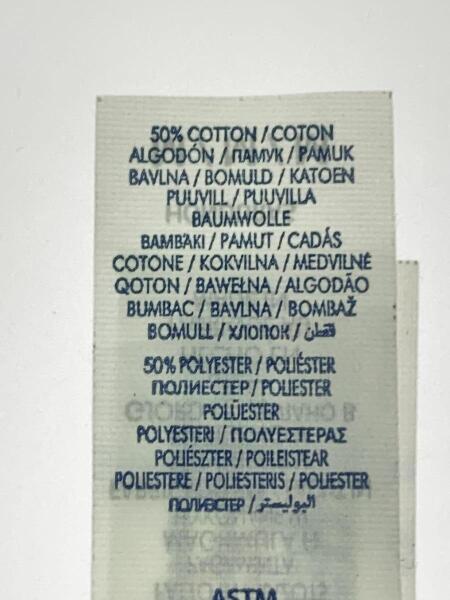 50% COTTON / COTON
ALGODÓN / ПАМУК / PAMUK
BAVLNA / BOMULD / KATOEN
PUUVILL / PUUVILLA
BAUMWOLLE
ΒΑΜΒΑΚΙ / PAMUT / CADÁS
COTONE / KOKVILNA / MEDVILNĖ
QOTON / BAWEŁNA / ALGODÃO
BUMBAC / BAVLNA / BOMBAŽ
BOMULL / ХЛОПОК / قطن
50% POLYESTER / POLIÉSTER
ПОЛИЕСТЕР / POLIESTER
POLÜESTER
POLYESTERI / ΠΟΛΥΕΣΤΕΡΑΣ
POLIÉSZTER / POILEISTEAR
POLIESTERE / POLIESTERIS / POLIESTER
ПОЛИЭСТЕР / البوليستر
ASTM